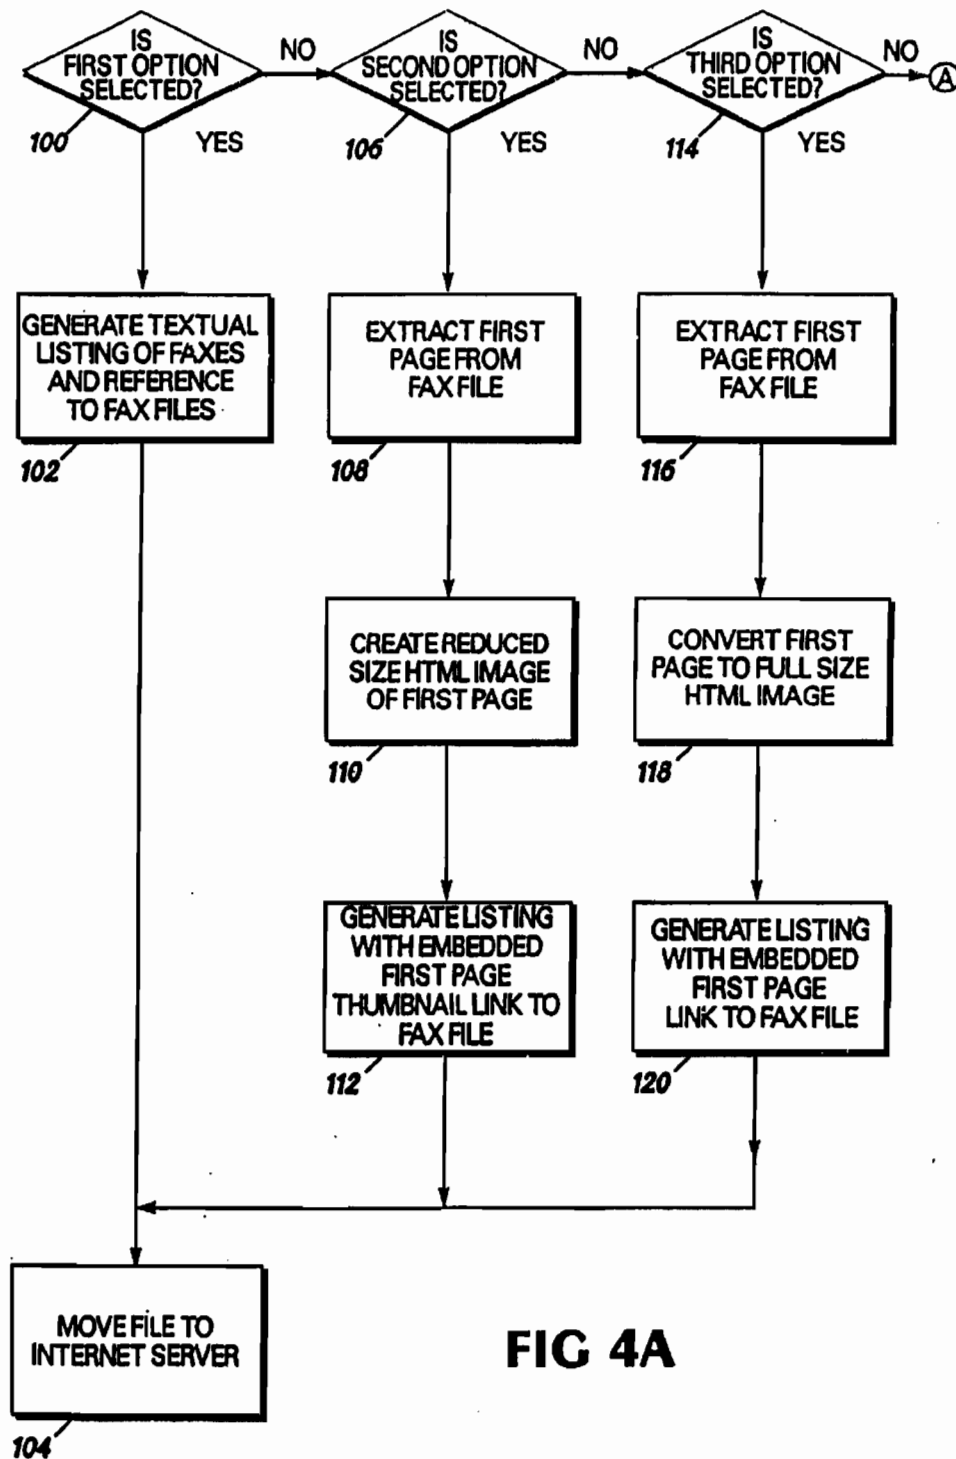 IS
FIRST OPTION
SELECTED?
100
NO
YES
IS
SECOND OPTION
SELECTED?
106
NO
YES
IS
THIRD OPTION
SELECTED?
114
NO
YES
A
GENERATE TEXTUAL
LISTING OF FAXES
AND REFERENCE
TO FAX FILES
102
EXTRACT FIRST
PAGE FROM
FAX FILE
108
EXTRACT FIRST
PAGE FROM
FAX FILE
116
CREATE REDUCED
SIZE HTML IMAGE
OF FIRST PAGE
110
CONVERT FIRST
PAGE TO FULL SIZE
HTML IMAGE
118
GENERATE LISTING
WITH EMBEDDED
FIRST PAGE
THUMBNAIL LINK TO
FAX FILE
112
GENERATE LISTING
WITH EMBEDDED
FIRST PAGE
LINK TO FAX FILE
120
MOVE FILE TO
INTERNET SERVER
104
FIG 4A